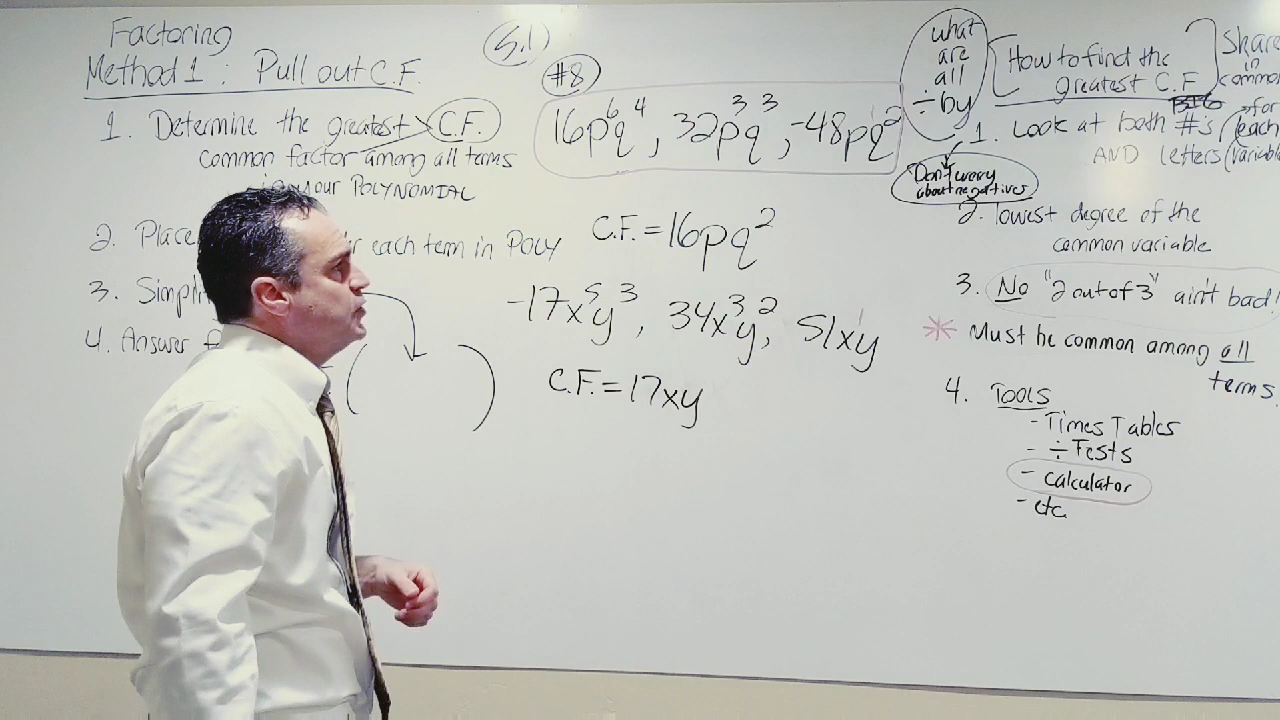 Factoring
Method 1: Pull out C.F.
1. Determine the greatest C.F.
common factor among all terms
your POLYNOMIAL
2. Place
each term in POLY
3.
4. Answer
( )
5.1
#8
16p⁶q⁴, 32p³q³, -48pq²
C.F. = 16pq²
-17x⁵y³, 34x³y², 51x¹y
C.F. = 17xy
what
are
all
÷ by
How to find the
greatest C.F.
BIG
Share
in
common
1. Look at both #'s
AND letters
for
each
variable
Don't worry
about negatives
2. lowest degree of the
common variable
3. No "2 out of 3" ain't bad!
* Must be common among all
terms.
4. TOOLS
- Times Tables
- ÷ Tests
- calculator
- etc